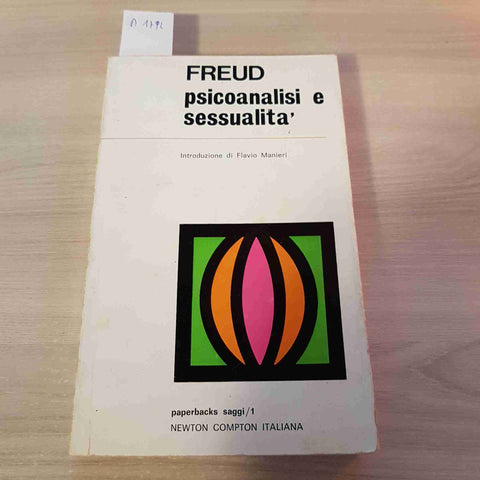 FREUD
psicoanalisi e
sessualita'
Introduzione di Flavio Manieri
paperbacks saggi/1
NEWTON COMPTON ITALIANA